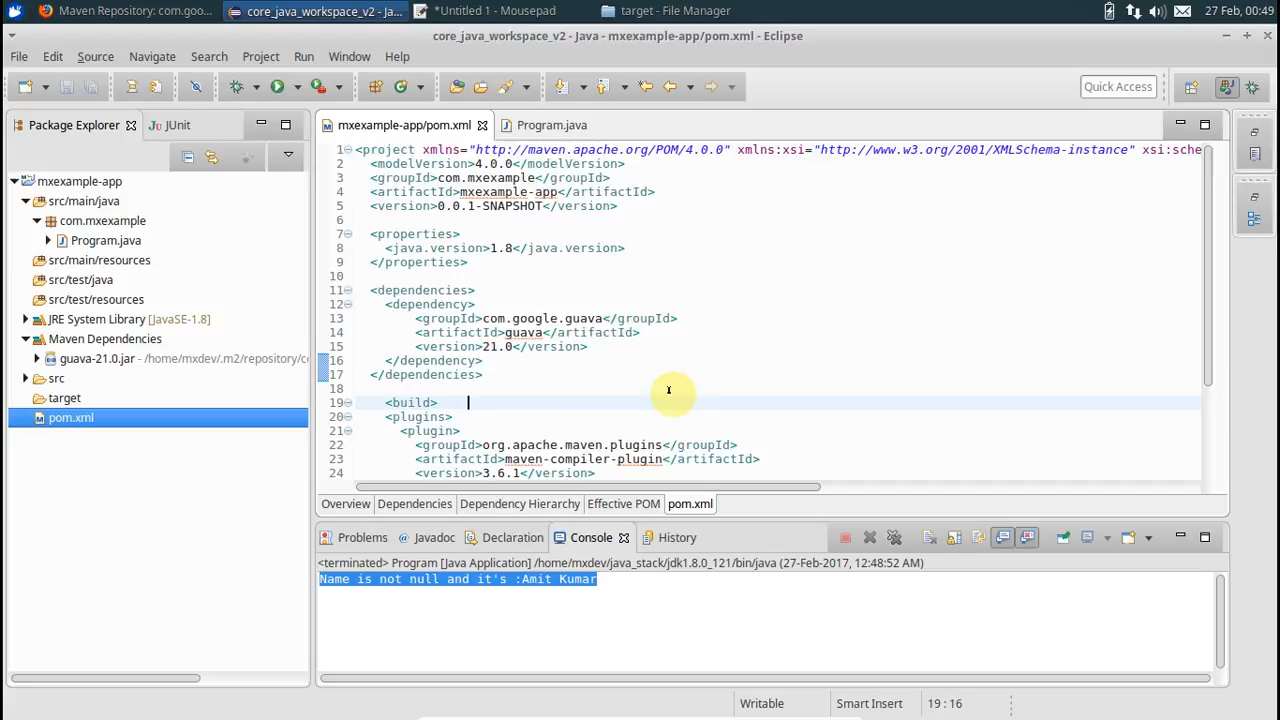 Maven Repository: com.goo...
core_java_workspace_v2 - Ja...
*Untitled 1 - Mousepad
target - File Manager
27 Feb, 00:49
core_java_workspace_v2 - Java - mxexample-app/pom.xml - Eclipse
File Edit Source Navigate Search Project Run Window Help
Quick Access
Package Explorer
JUnit
mxexample-app
src/main/java
com.mxexample
Program.java
src/main/resources
src/test/java
src/test/resources
JRE System Library [JavaSE-1.8]
Maven Dependencies
guava-21.0.jar - /home/mxdev/.m2/repository/c
src
target
pom.xml
mxexample-app/pom.xml
Program.java
1 <project xmlns="http://maven.apache.org/POM/4.0.0" xmlns:xsi="http://www.w3.org/2001/XMLSchema-instance" xsi:sche
2 <modelVersion>4.0.0</modelVersion>
3 <groupId>com.mxexample</groupId>
4 <artifactId>mxexample-app</artifactId>
5 <version>0.0.1-SNAPSHOT</version>
6
7 <properties>
8 <java.version>1.8</java.version>
9 </properties>
10
11 <dependencies>
12 <dependency>
13 <groupId>com.google.guava</groupId>
14 <artifactId>guava</artifactId>
15 <version>21.0</version>
16 </dependency>
17 </dependencies>
18
19 <build>
20 <plugins>
21 <plugin>
22 <groupId>org.apache.maven.plugins</groupId>
23 <artifactId>maven-compiler-plugin</artifactId>
24 <version>3.6.1</version>
Overview Dependencies Dependency Hierarchy Effective POM pom.xml
Problems Javadoc Declaration Console History
<terminated> Program [Java Application] /home/mxdev/java_stack/jdk1.8.0_121/bin/java (27-Feb-2017, 12:48:52 AM)
Name is not null and it's :Amit Kumar
Writable Smart Insert 19 : 16